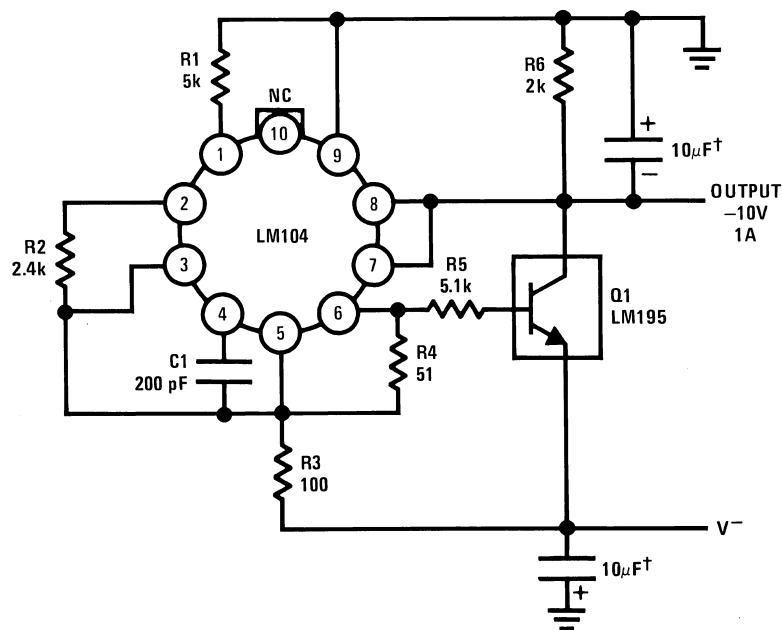 R1
5k
NC
10
1
9
R6
2k
+
10μF†
−
2
8
OUTPUT
−10V
1A
LM104
R2
2.4k
3
7
R5
5.1k
Q1
LM195
4
5
6
C1
200 pF
R4
51
R3
100
V−
10μF†
+